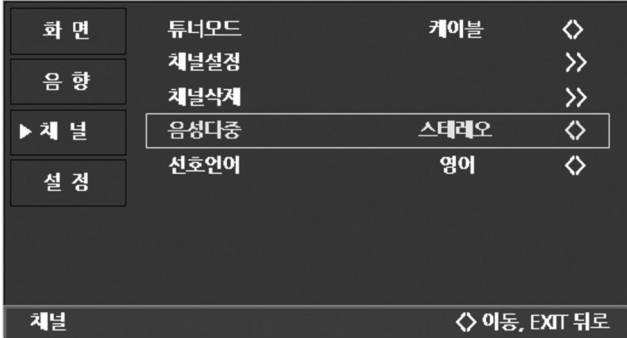 화 면
음 향
▶ 채 널
설 정
튜너모드 케이블 <>
채널설정 >>
채널삭제 >>
음성다중 스테레오 <>
선호언어 영어 <>
채널 <> 이동, EXIT 뒤로